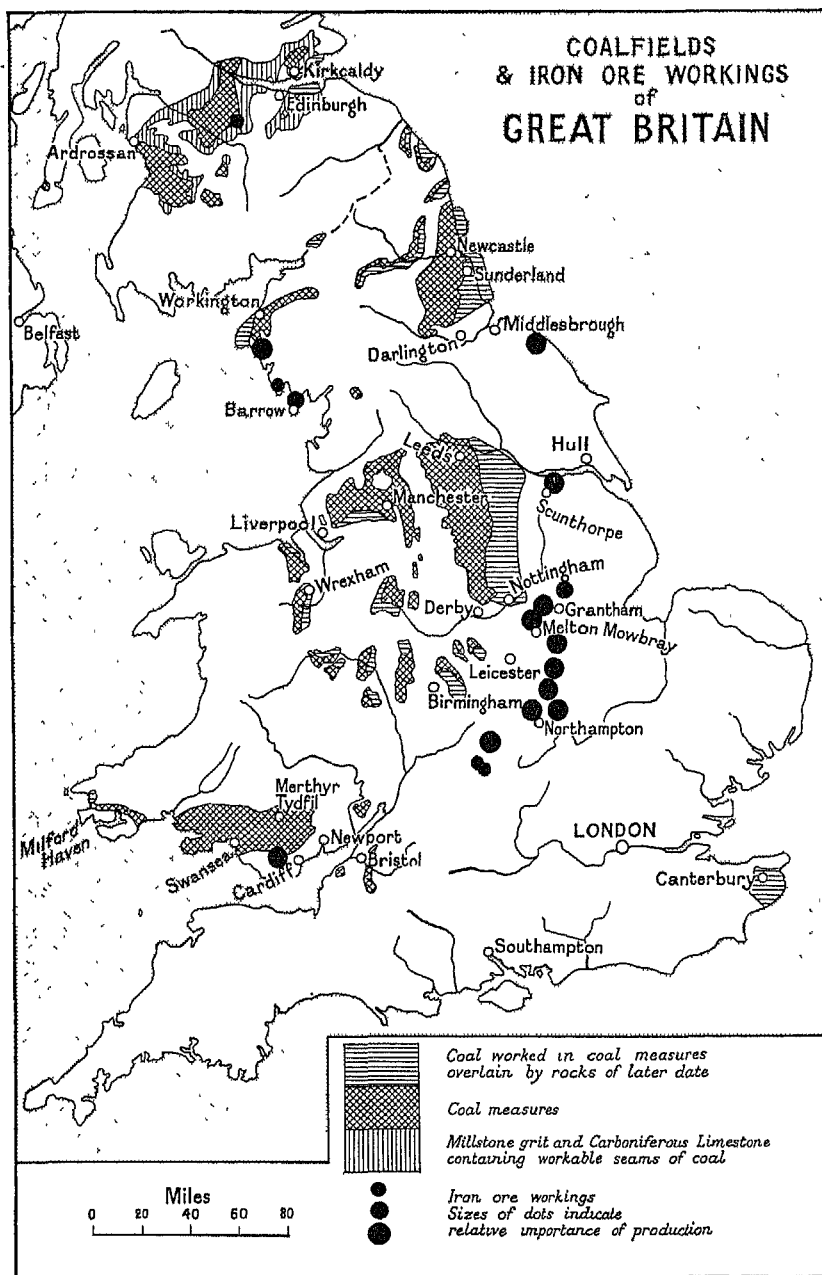 COALFIELDS
& IRON ORE WORKINGS
of
GREAT BRITAIN
Kirkcaldy
Edinburgh
Ardrossan
Newcastle
Sunderland
Workington
Belfast
Middlesbrough
Darlington
Barrow
Hull
Leeds
Manchester
Scunthorpe
Liverpool
Wrexham
Nottingham
Derby
Grantham
Melton Mowbray
Leicester
Birmingham
Northampton
Merthyr
Tydfil
Milford
Haven
Newport
LONDON
Swansea
Cardiff
Bristol
Canterbury
Southampton
Coal worked in coal measures
overlain by rocks of later date
Coal measures
Millstone grit and Carboniferous Limestone
containing workable seams of coal
Miles
0 20 40 60 80
Iron ore workings
Sizes of dots indicate
relative importance of production